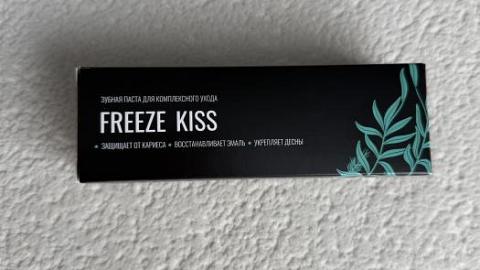 ЗУБНАЯ ПАСТА ДЛЯ КОМПЛЕКСНОГО УХОДА
FREEZE KISS
• ЗАЩИЩАЕТ ОТ КАРИЕСА • ВОССТАНАВЛИВАЕТ ЭМАЛЬ • УКРЕПЛЯЕТ ДЕСНЫ